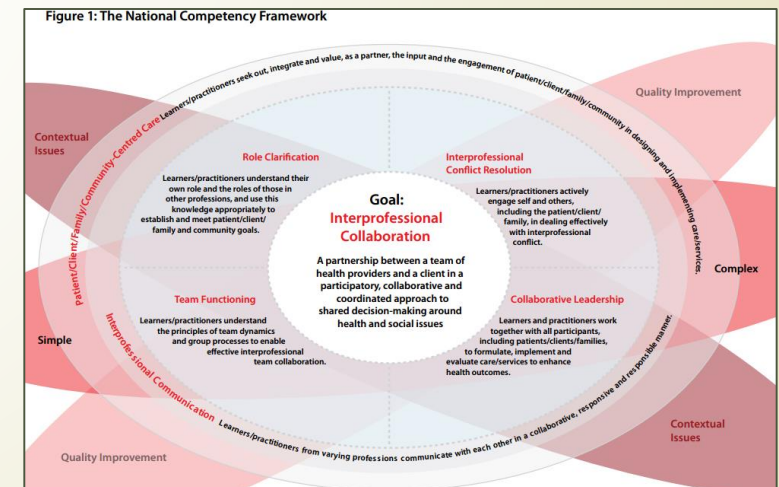 Figure 1: The National Competency Framework
Patient/Client/Family/Community-Centred Care Learners/practitioners seek out, integrate and value, as a partner, the input and the engagement of patient/client/family/community in designing and implementing care/services.
Quality Improvement
Contextual
Issues
Role Clarification
Learners/practitioners understand their
own role and the roles of those in
other professions, and use this
knowledge appropriately to
establish and meet patient/client/
family and community goals.
Interprofessional
Conflict Resolution
Learners/practitioners actively
engage self and others,
including the patient/client/
family, in dealing effectively
with interprofessional
conflict.
Goal:
Interprofessional
Collaboration
A partnership between a team of
health providers and a client in a
participatory, collaborative and
coordinated approach to
shared decision-making around
health and social issues
Complex
Team Functioning
Learners/practitioners understand
the principles of team dynamics
and group processes to enable
effective interprofessional
team collaboration.
Collaborative Leadership
Learners and practitioners work
together with all participants,
including patients/clients/families,
to formulate, implement and
evaluate care/services to enhance
health outcomes.
Simple
Interprofessional Communication Learners/practitioners from varying professions communicate with each other in a collaborative, responsive and responsible manner.
Contextual
Issues
Quality Improvement